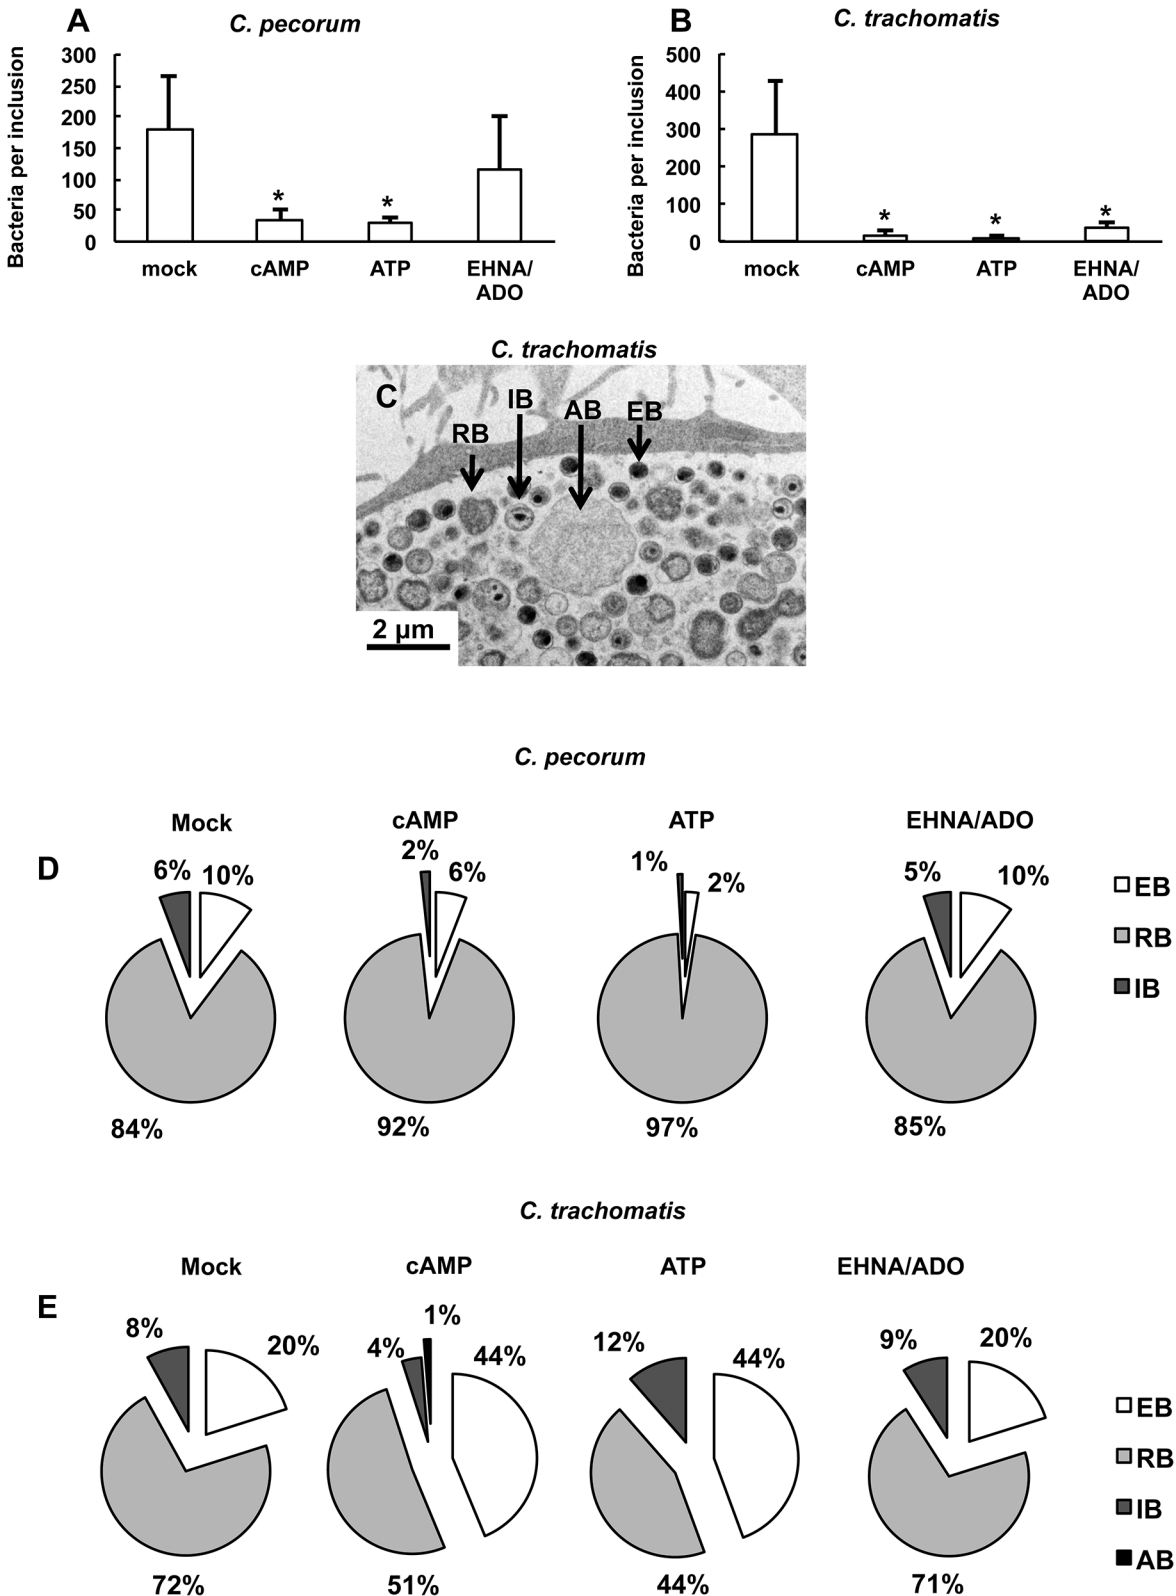 A
C. pecorum
Bacteria per inclusion
300
250
200
150
100
50
0
*
*
mock
cAMP
ATP
EHNA/
ADO
B
C. trachomatis
Bacteria per inclusion
500
400
300
200
100
0
*
*
*
mock
cAMP
ATP
EHNA/
ADO
C. trachomatis
C
RB
IB
AB
EB
2 µm
C. pecorum
D
Mock
cAMP
ATP
EHNA/ADO
6%
10%
84%
2%
6%
92%
1%
2%
97%
5%
10%
85%
EB
RB
IB
C. trachomatis
E
Mock
cAMP
ATP
EHNA/ADO
8%
20%
72%
4%
1%
44%
51%
12%
44%
44%
9%
20%
71%
EB
RB
IB
AB